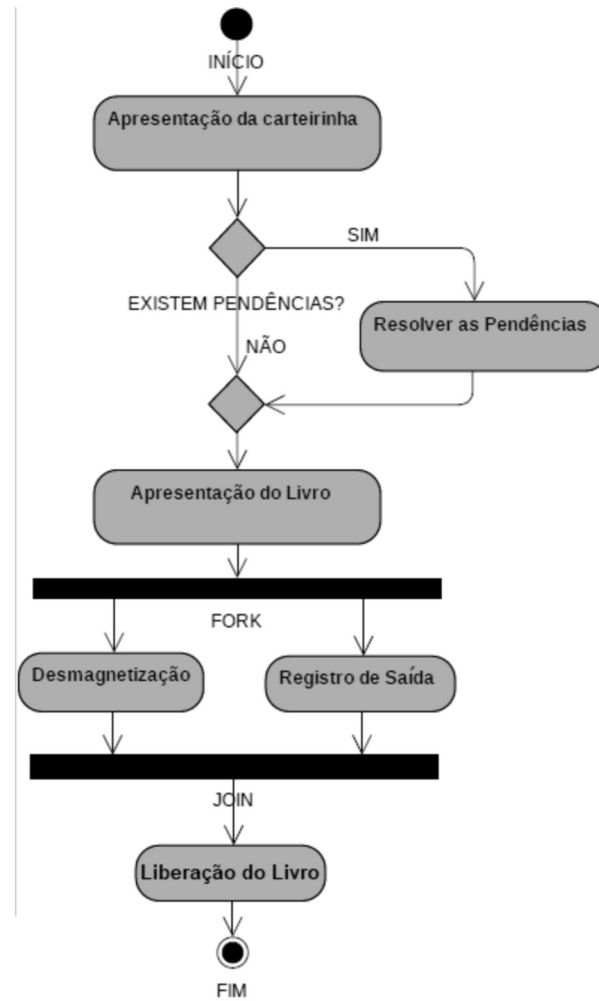 INÍCIO
Apresentação da carteirinha
SIM
EXISTEM PENDÊNCIAS?
Resolver as Pendências
NÃO
Apresentação do Livro
FORK
Desmagnetização
Registro de Saída
JOIN
Liberação do Livro
FIM